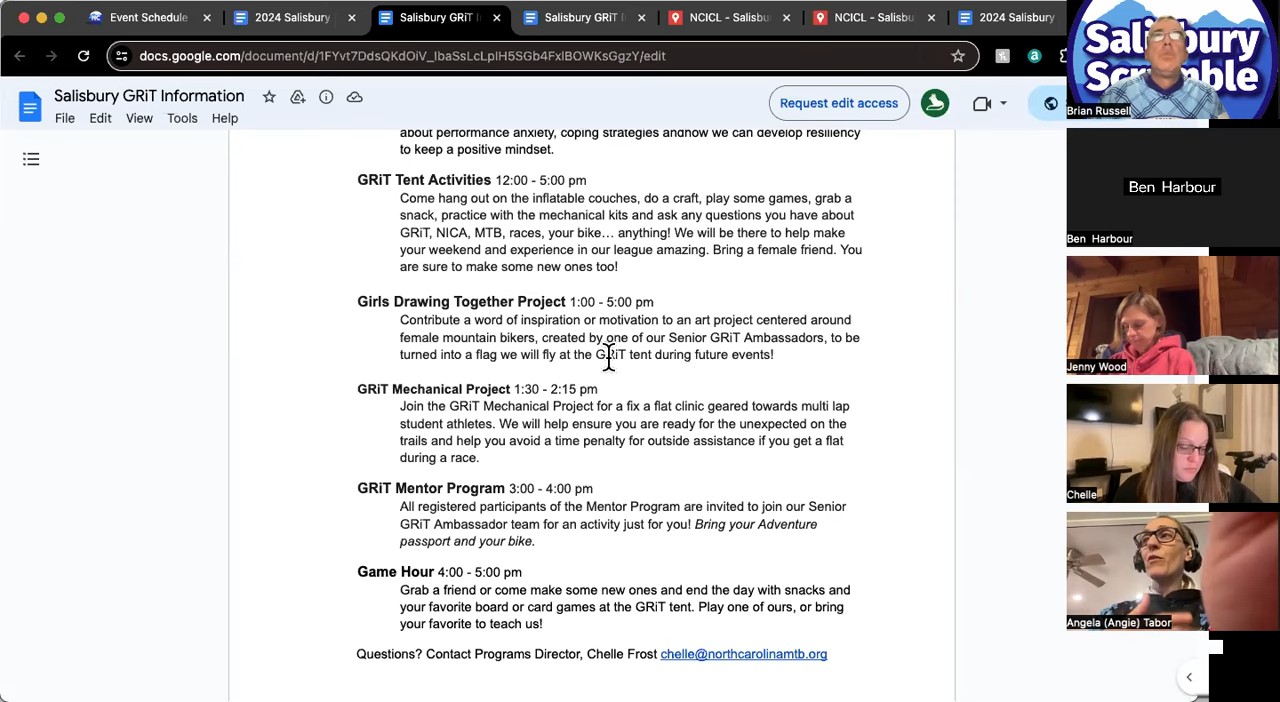 Event Schedule
2024 Salisbury
Salisbury GRiT I
Salisbury GRiT I
NCICL - Salisbu
NCICL - Salisbu
2024 Salisbury
docs.google.com/document/d/1FYvt7DdsQKdOiV_IbaSsLcLplH5SGb4FxlBOWKsGgzY/edit
Salisbury GRiT Information
File Edit View Tools Help
Request edit access
about performance anxiety, coping strategies andnow we can develop resiliency
to keep a positive mindset.
GRiT Tent Activities 12:00 - 5:00 pm
Come hang out on the inflatable couches, do a craft, play some games, grab a
snack, practice with the mechanical kits and ask any questions you have about
GRiT, NICA, MTB, races, your bike… anything! We will be there to help make
your weekend and experience in our league amazing. Bring a female friend. You
are sure to make some new ones too!
Girls Drawing Together Project 1:00 - 5:00 pm
Contribute a word of inspiration or motivation to an art project centered around
female mountain bikers, created by one of our Senior GRiT Ambassadors, to be
turned into a flag we will fly at the GRiT tent during future events!
GRiT Mechanical Project 1:30 - 2:15 pm
Join the GRiT Mechanical Project for a fix a flat clinic geared towards multi lap
student athletes. We will help ensure you are ready for the unexpected on the
trails and help you avoid a time penalty for outside assistance if you get a flat
during a race.
GRiT Mentor Program 3:00 - 4:00 pm
All registered participants of the Mentor Program are invited to join our Senior
GRiT Ambassador team for an activity just for you! Bring your Adventure
passport and your bike.
Game Hour 4:00 - 5:00 pm
Grab a friend or come make some new ones and end the day with snacks and
your favorite board or card games at the GRiT tent. Play one of ours, or bring
your favorite to teach us!
Questions? Contact Programs Director, Chelle Frost chelle@northcarolinamtb.org
Salisbury
Scramble
Brian Russell
Ben Harbour
Ben Harbour
Jenny Wood
Chelle
Angela (Angie) Tabor